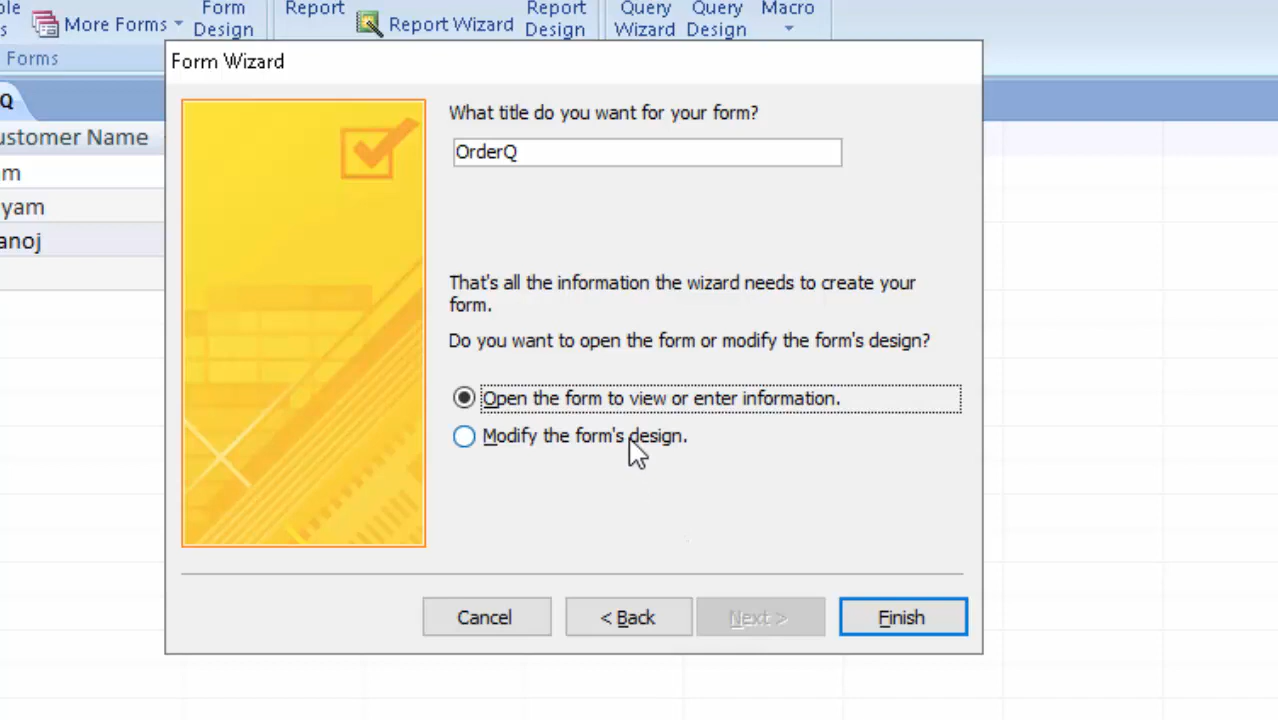 Form
Report
Report
Query
Query
Macro
More Forms
Report Wizard
Design
Design
Wizard
Design
Forms
Form Wizard
Q
ustomer Name
What title do you want for your form?
OrderQ
m
yam
anoj
That's all the information the wizard needs to create your
form.
Do you want to open the form or modify the form's design?
Open the form to view or enter information.
Modify the form's design.
Cancel
< Back
Next >
Finish